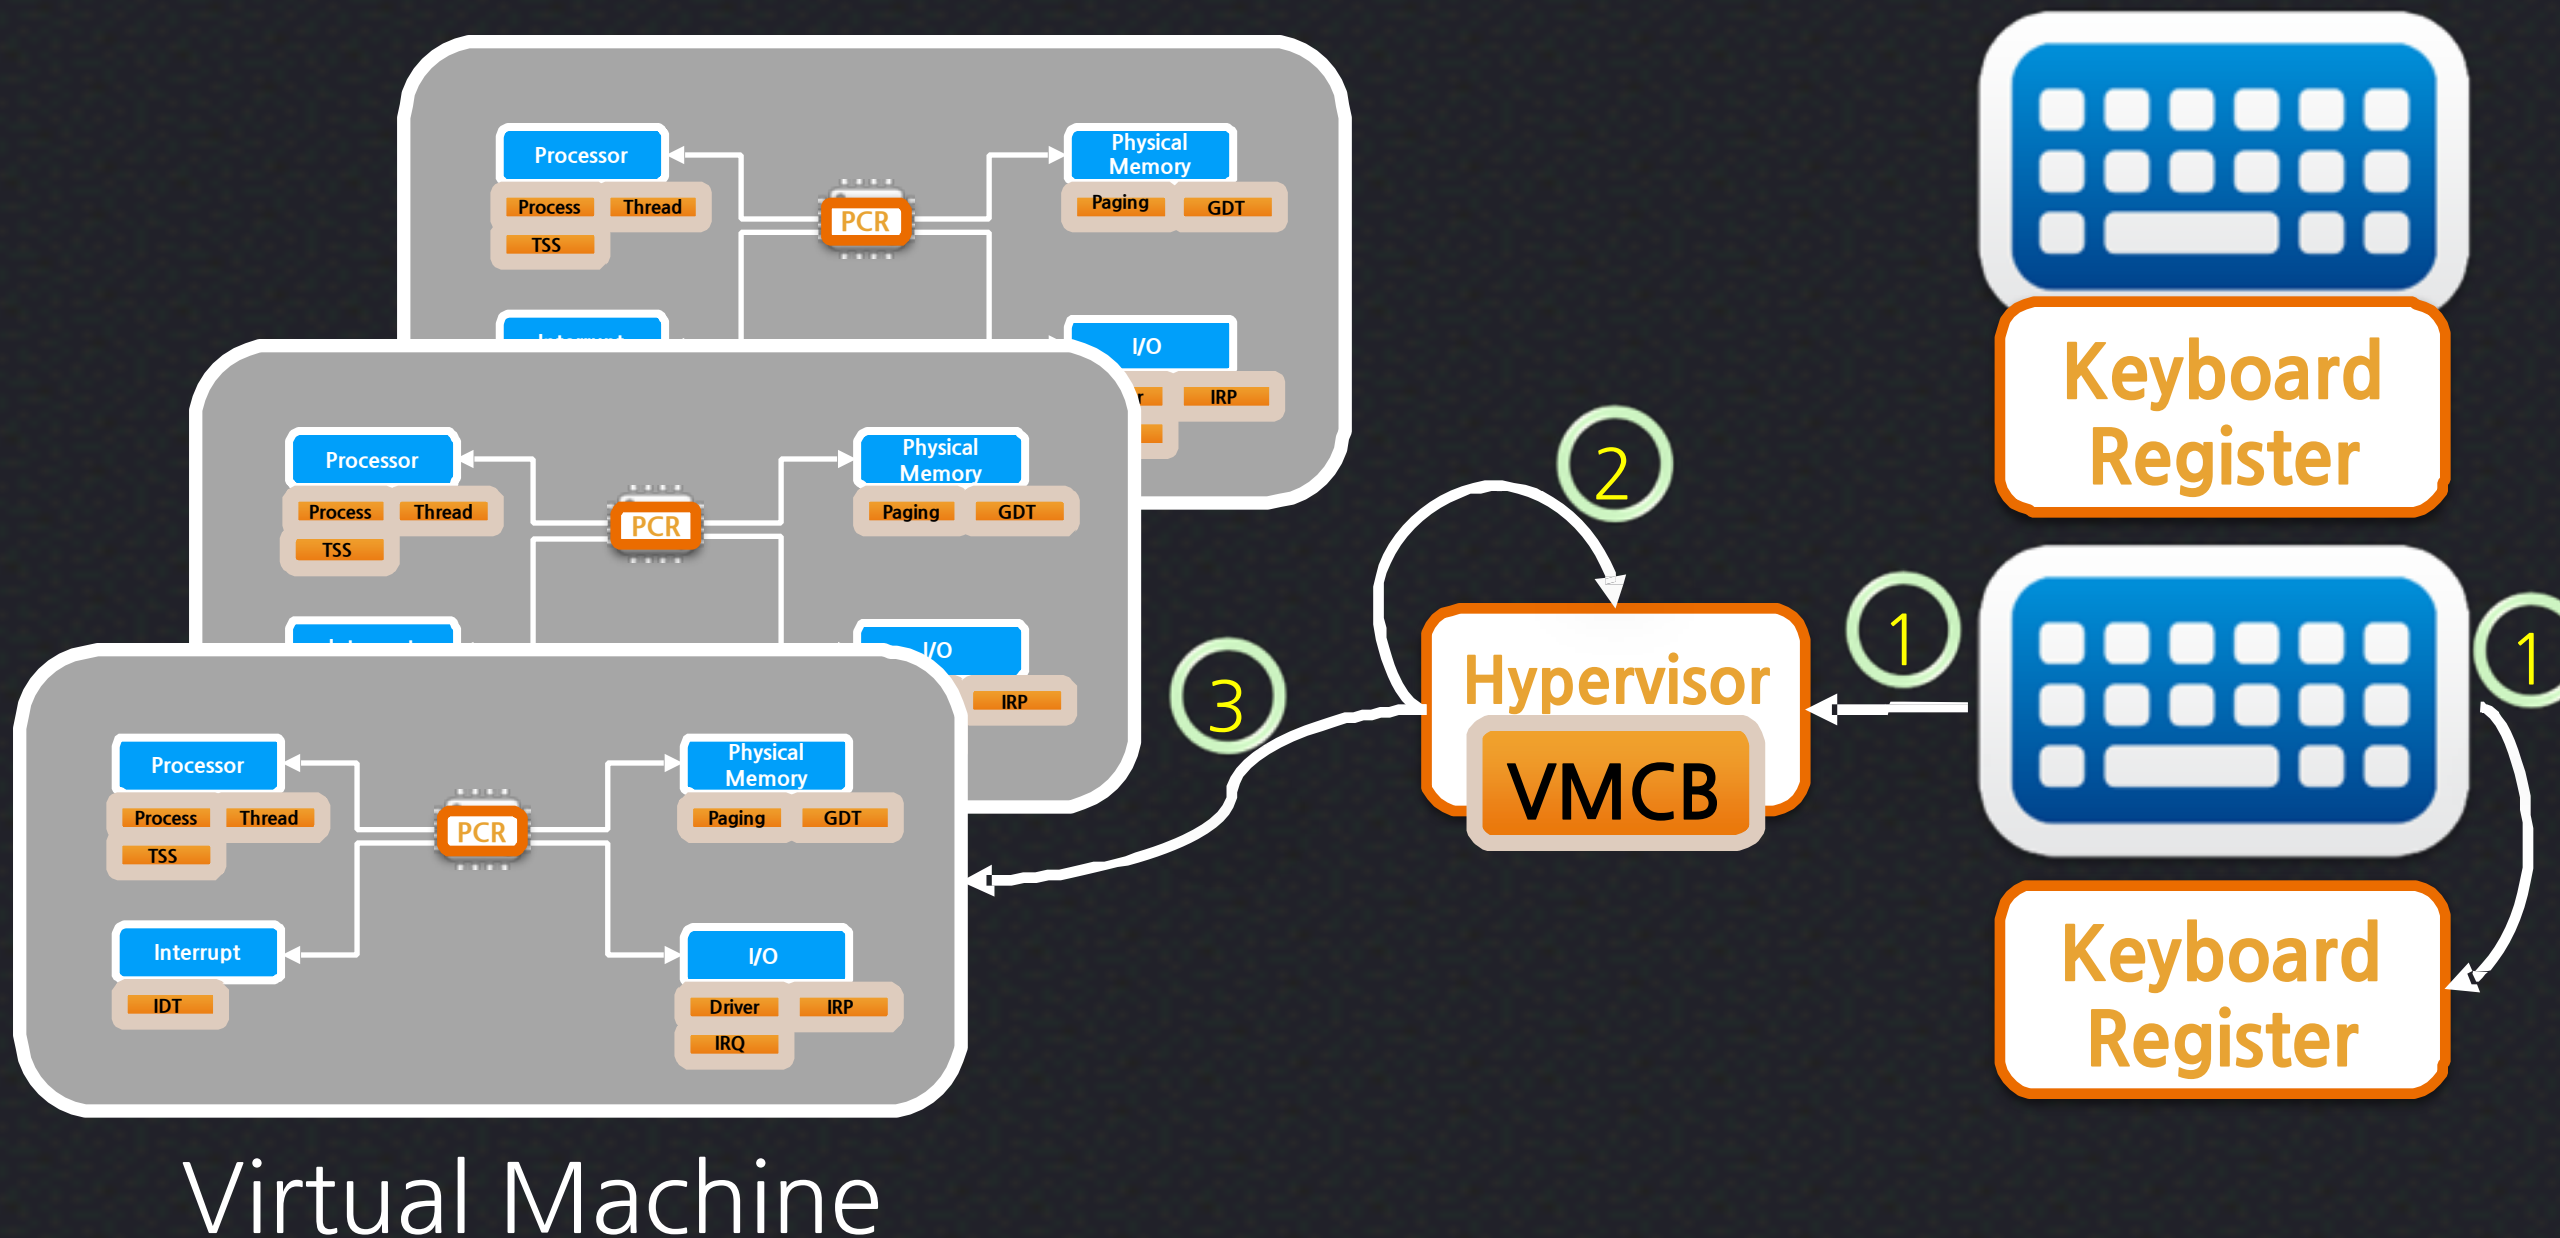 Processor
Process
Thread
TSS
PCR
Physical
Memory
Paging
GDT
I/O
IRP
Processor
Process
Thread
TSS
PCR
Physical
Memory
Paging
GDT
I/O
IRP
Processor
Process
Thread
TSS
Interrupt
IDT
PCR
Physical
Memory
Paging
GDT
I/O
Driver
IRP
IRQ
Virtual Machine
3
2
Hypervisor
VMCB
1
Keyboard
Register
1
Keyboard
Register